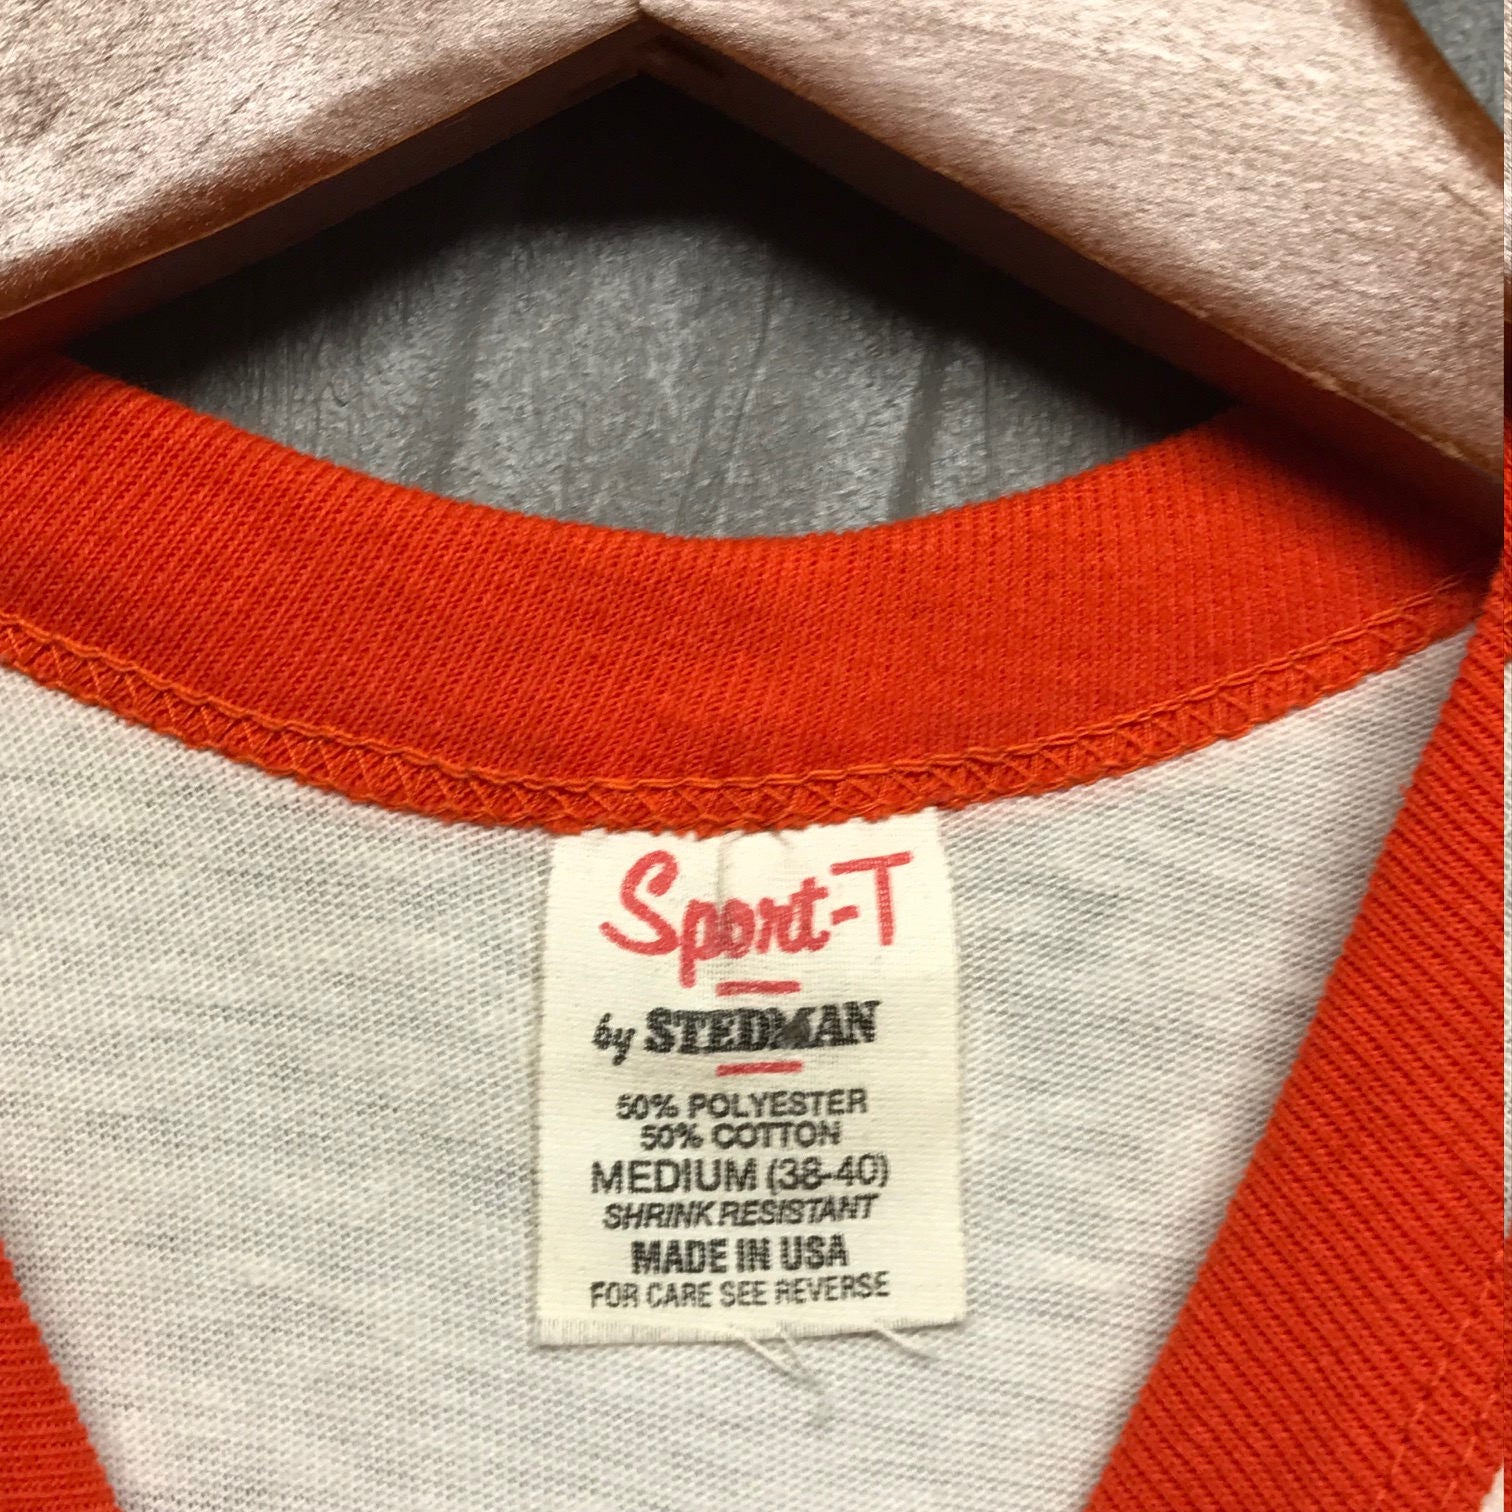 Sport-T
by STEDMAN
50% POLYESTER
50% COTTON
MEDIUM (38-40)
SHRINK RESISTANT
MADE IN USA
FOR CARE SEE REVERSE